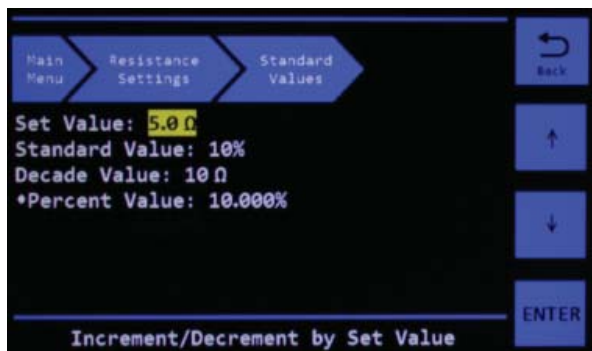 Main Menu
Resistance Settings
Standard Values
Back
Set Value: 5.0 Ω
Standard Value: 10%
Decade Value: 10 Ω
•Percent Value: 10.000%
↑
↓
ENTER
Increment/Decrement by Set Value